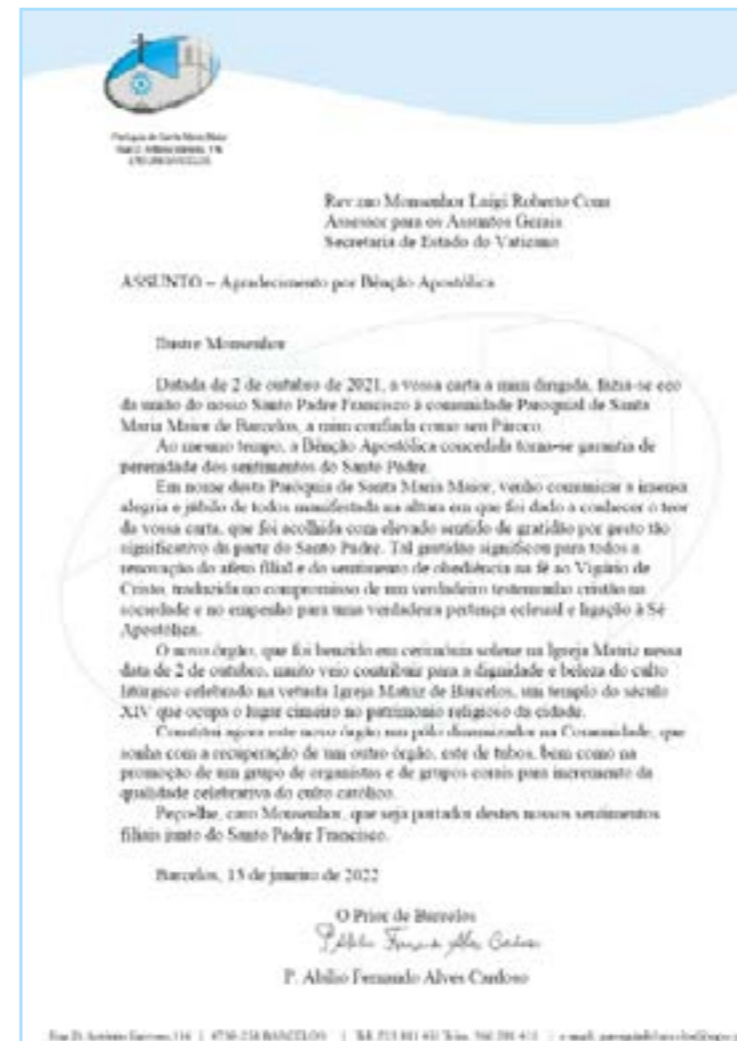 Paróquia de Santa Maria Maior
Rev.mo Monsenhor Luigi Roberto Cona
Assessor para os Assuntos Gerais
Secretaria de Estado do Vaticano
ASSUNTO – Agradecimento por Bênção Apostólica
Ilustre Monsenhor
Datada de 2 de outubro de 2021, a vossa carta a mim dirigida, fazia-se eco
da união do nosso Santo Padre Francisco à comunidade Paroquial de Santa
Maria Maior de Barcelos, a mim confiada como seu Pároco.
Ao mesmo tempo, a Bênção Apostólica concedida torna-se garantia de
perenidade dos sentimentos do Santo Padre.
Em nome desta Paróquia de Santa Maria Maior, venho comunicar a imensa
alegria e júbilo de todos manifestada na altura em que foi dado a conhecer o teor
da vossa carta, que foi acolhida com elevado sentido de gratidão por gesto tão
significativo da parte do Santo Padre. Tal gratidão significou para todos a
renovação do afeto filial e do sentimento de obediência na fé ao Vigário de
Cristo, traduzida no compromisso de um verdadeiro testemunho cristão na
sociedade e no empenho para uma verdadeira pertença eclesial e ligação à Sé
Apostólica.
O novo órgão, que foi benzido em cerimónia solene na Igreja Matriz nessa
data de 2 de outubro, muito veio contribuir para a dignidade e beleza do culto
litúrgico celebrado na vetusta Igreja Matriz de Barcelos, um templo do século
XIV que ocupa o lugar cimeiro no património religioso da cidade.
Constitui agora este novo órgão um pólo dinamizador na Comunidade, que
sonha com a recuperação de um outro órgão, este de tubos, bem como na
promoção de um grupo de organistas e de grupos corais para incremento da
qualidade celebrativa do culto católico.
Peço-lhe, caro Monsenhor, que seja portador destes nossos sentimentos
filiais junto do Santo Padre Francisco.
Barcelos, 15 de janeiro de 2022
O Prior de Barcelos
P. Abílio Fernando Alves Cardoso
P. Abílio Fernando Alves Cardoso
BARCELOS